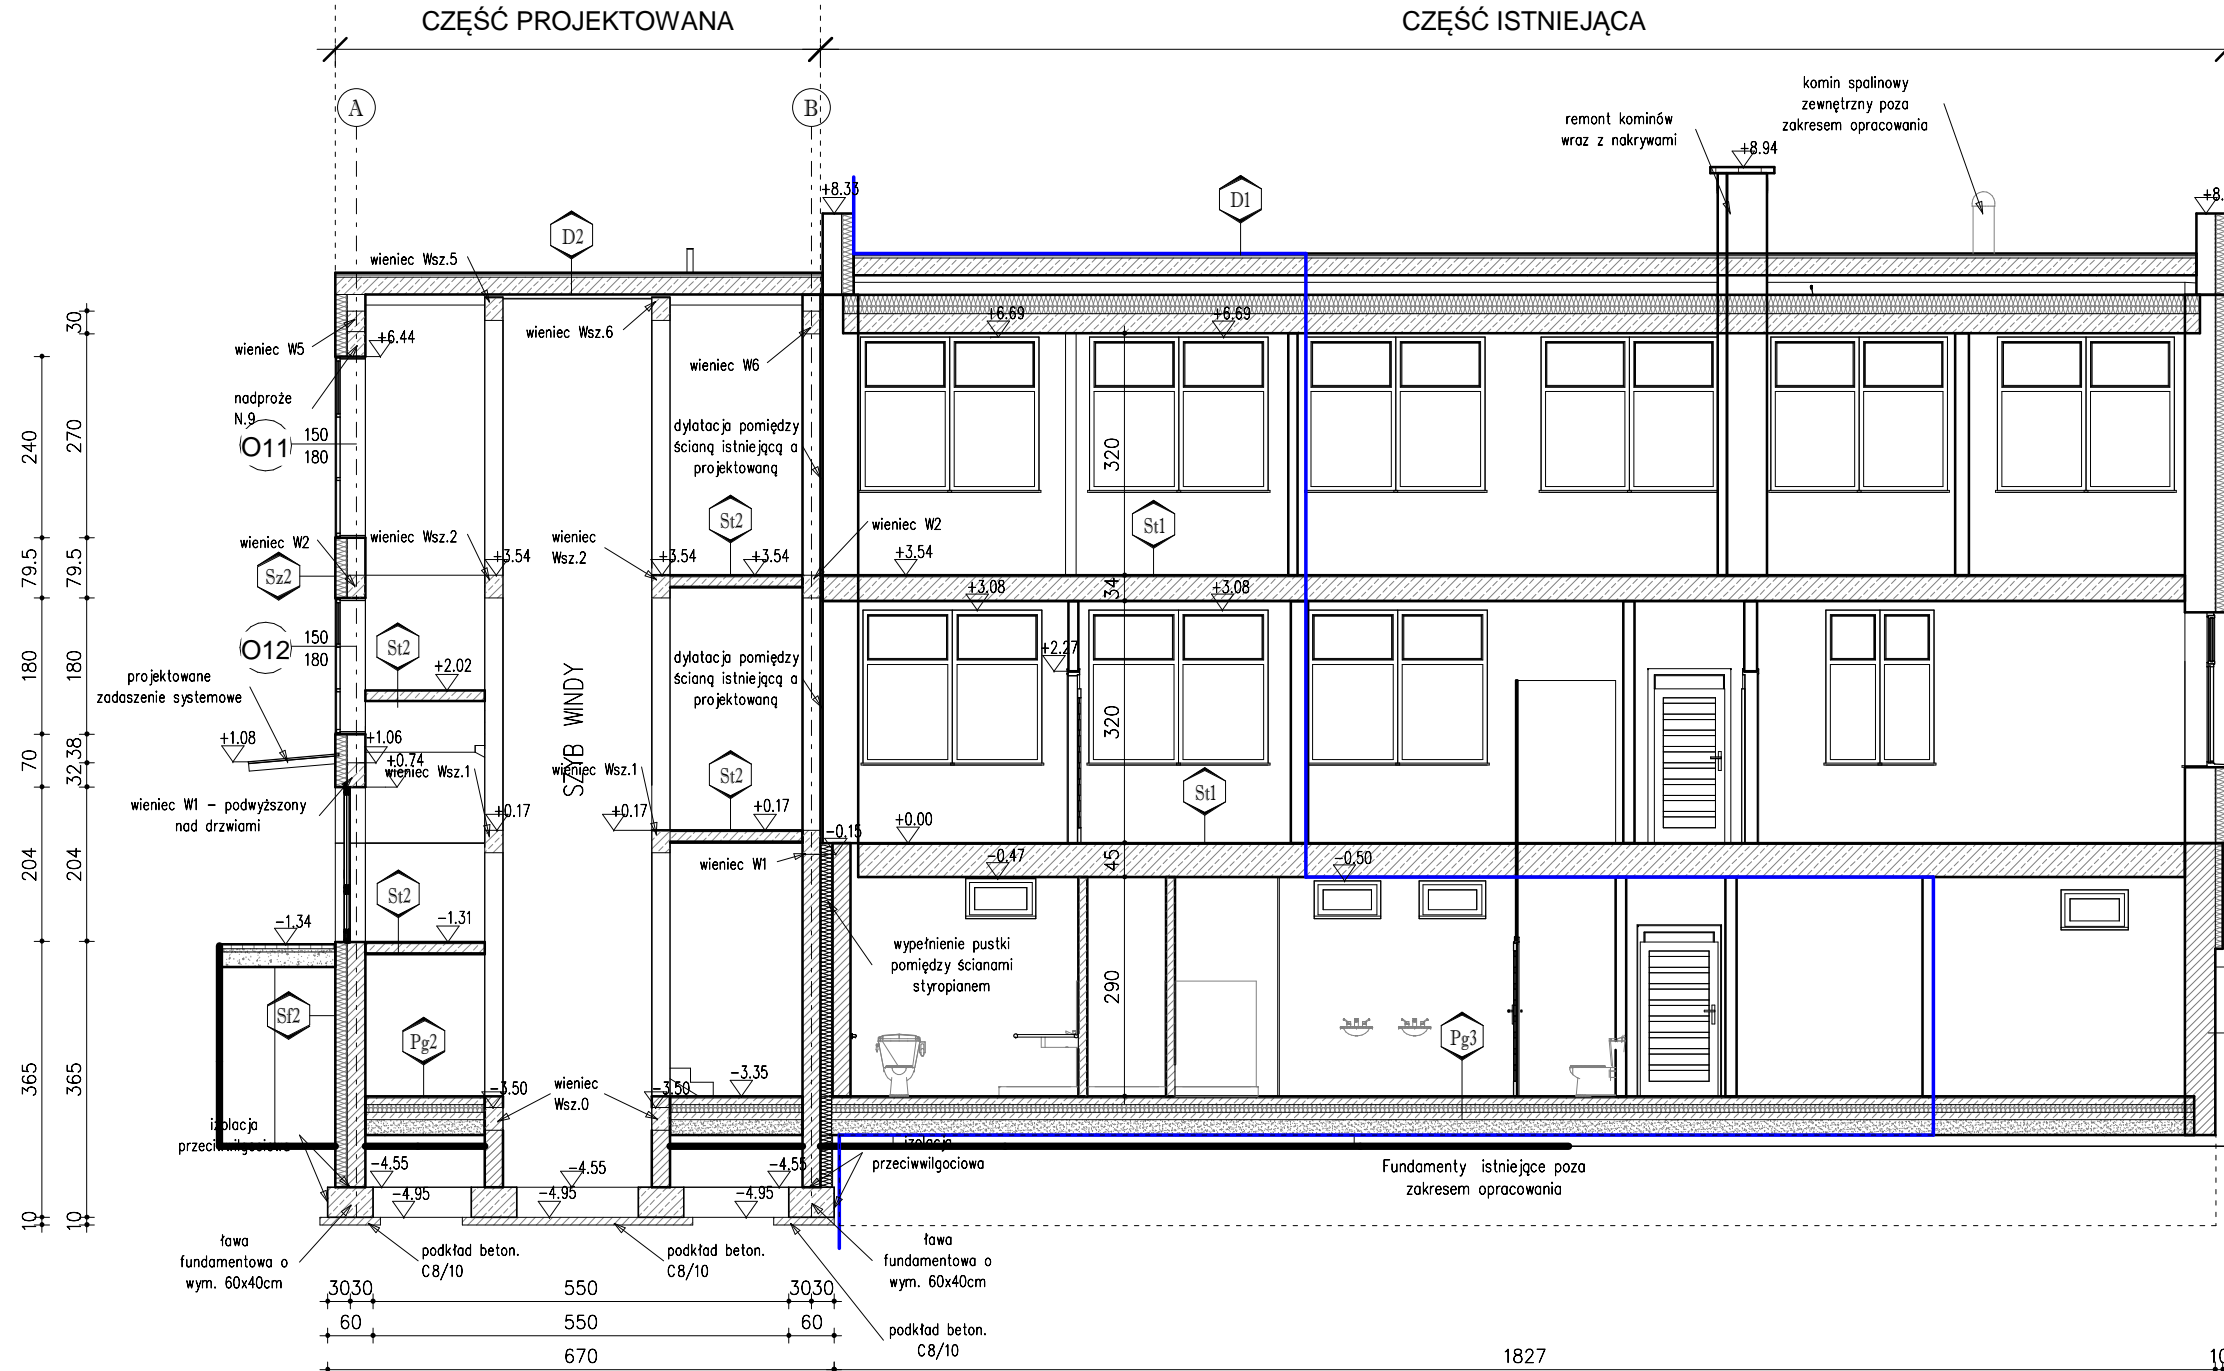 CZĘŚĆ PROJEKTOWANA
CZĘŚĆ ISTNIEJĄCA
A
B
komin spalinowy
zewnętrzny poza
zakresem opracowania
remont kominów
wraz z nakrywami
+8.94
+8.33
+8.
D1
D2
wieniec Wsz.5
wieniec Wsz.6
wieniec W5
+6.44
wieniec W6
+6.69
+6.69
nadproże
N.9
O11
150
180
dylatacja pomiędzy
ścianą istniejącą a
projektowaną
320
St2
St1
wieniec W2
wieniec W2
wieniec Wsz.2
wieniec
Wsz.2
+3.54
+3.54
+3.54
+3.54
Sz2
34
+3.08
+3.08
O12
150
180
St2
+2.02
+2.27
projektowane
zadaszenie systemowe
dylatacja pomiędzy
ścianą istniejącą a
projektowaną
SZYB WINDY
320
+1.08
+1.06
+0.74
wieniec Wsz.1
wieniec Wsz.1
St2
St1
wieniec W1 – podwyższony
nad drzwiami
+0.17
+0.17
+0.17
+0.00
-0.15
wieniec W1
-0.47
45
-0.50
St2
-1.34
-1.31
wypełnienie pustki
pomiędzy ścianami
styropianem
290
Sf2
Pg2
Pg3
-3.35
-3.50
-3.50
wieniec
Wsz.0
izolacja
przeciwwilgociowa
izolacja
przeciwwilgociowa
-4.55
-4.55
-4.55
-4.95
-4.95
-4.95
Fundamenty istniejące poza
zakresem opracowania
ława
fundamentowa o
wym. 60x40cm
podkład beton.
C8/10
podkład beton.
C8/10
ława
fundamentowa o
wym. 60x40cm
podkład beton.
C8/10
30
240
270
79.5
79.5
180
180
70
38
32
204
204
365
365
10
10
30 30
550
30 30
60
550
60
670
1827
10